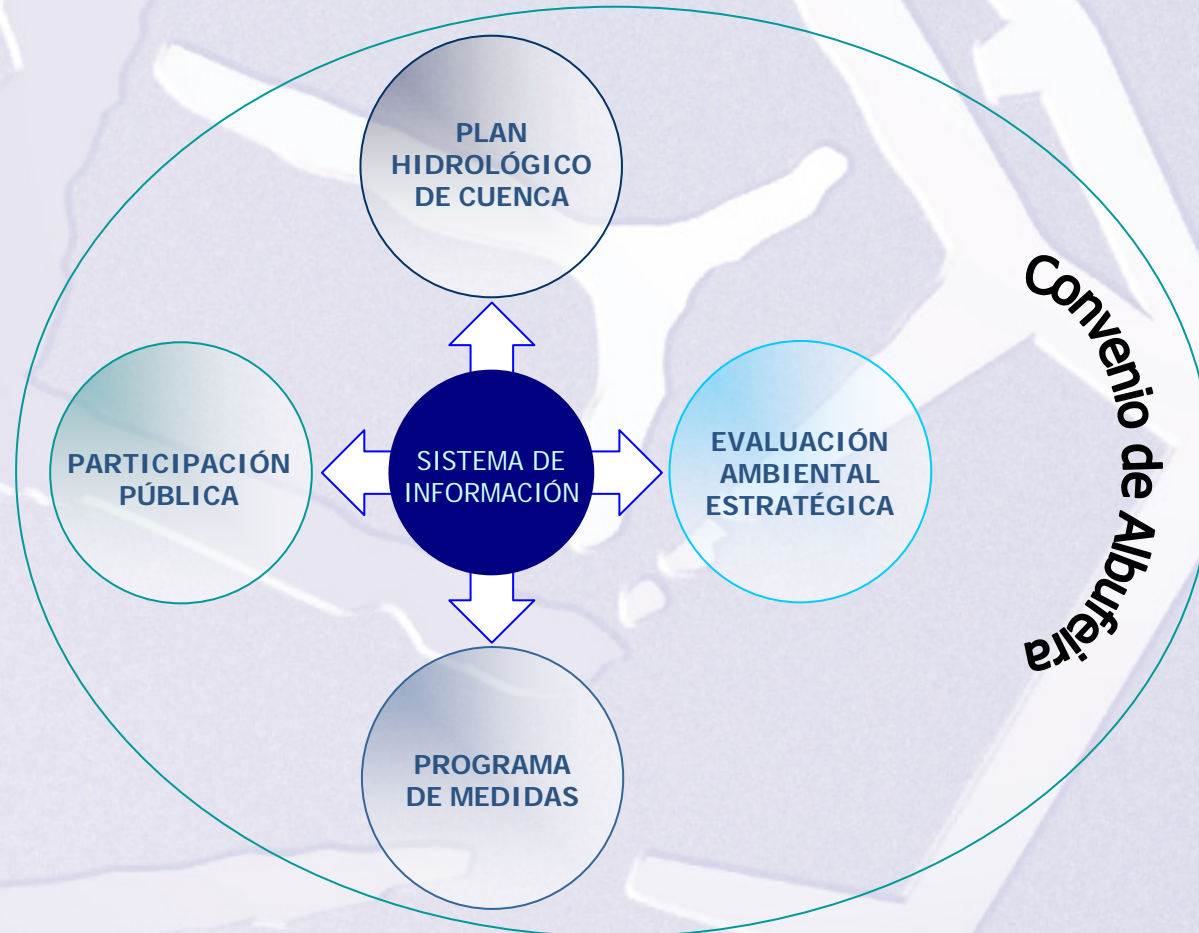 PLAN
HIDROLÓGICO
DE CUENCA
PARTICIPACIÓN
PÚBLICA
SISTEMA DE
INFORMACIÓN
EVALUACIÓN
AMBIENTAL
ESTRATÉGICA
PROGRAMA
DE MEDIDAS
Convenio de Albufeira